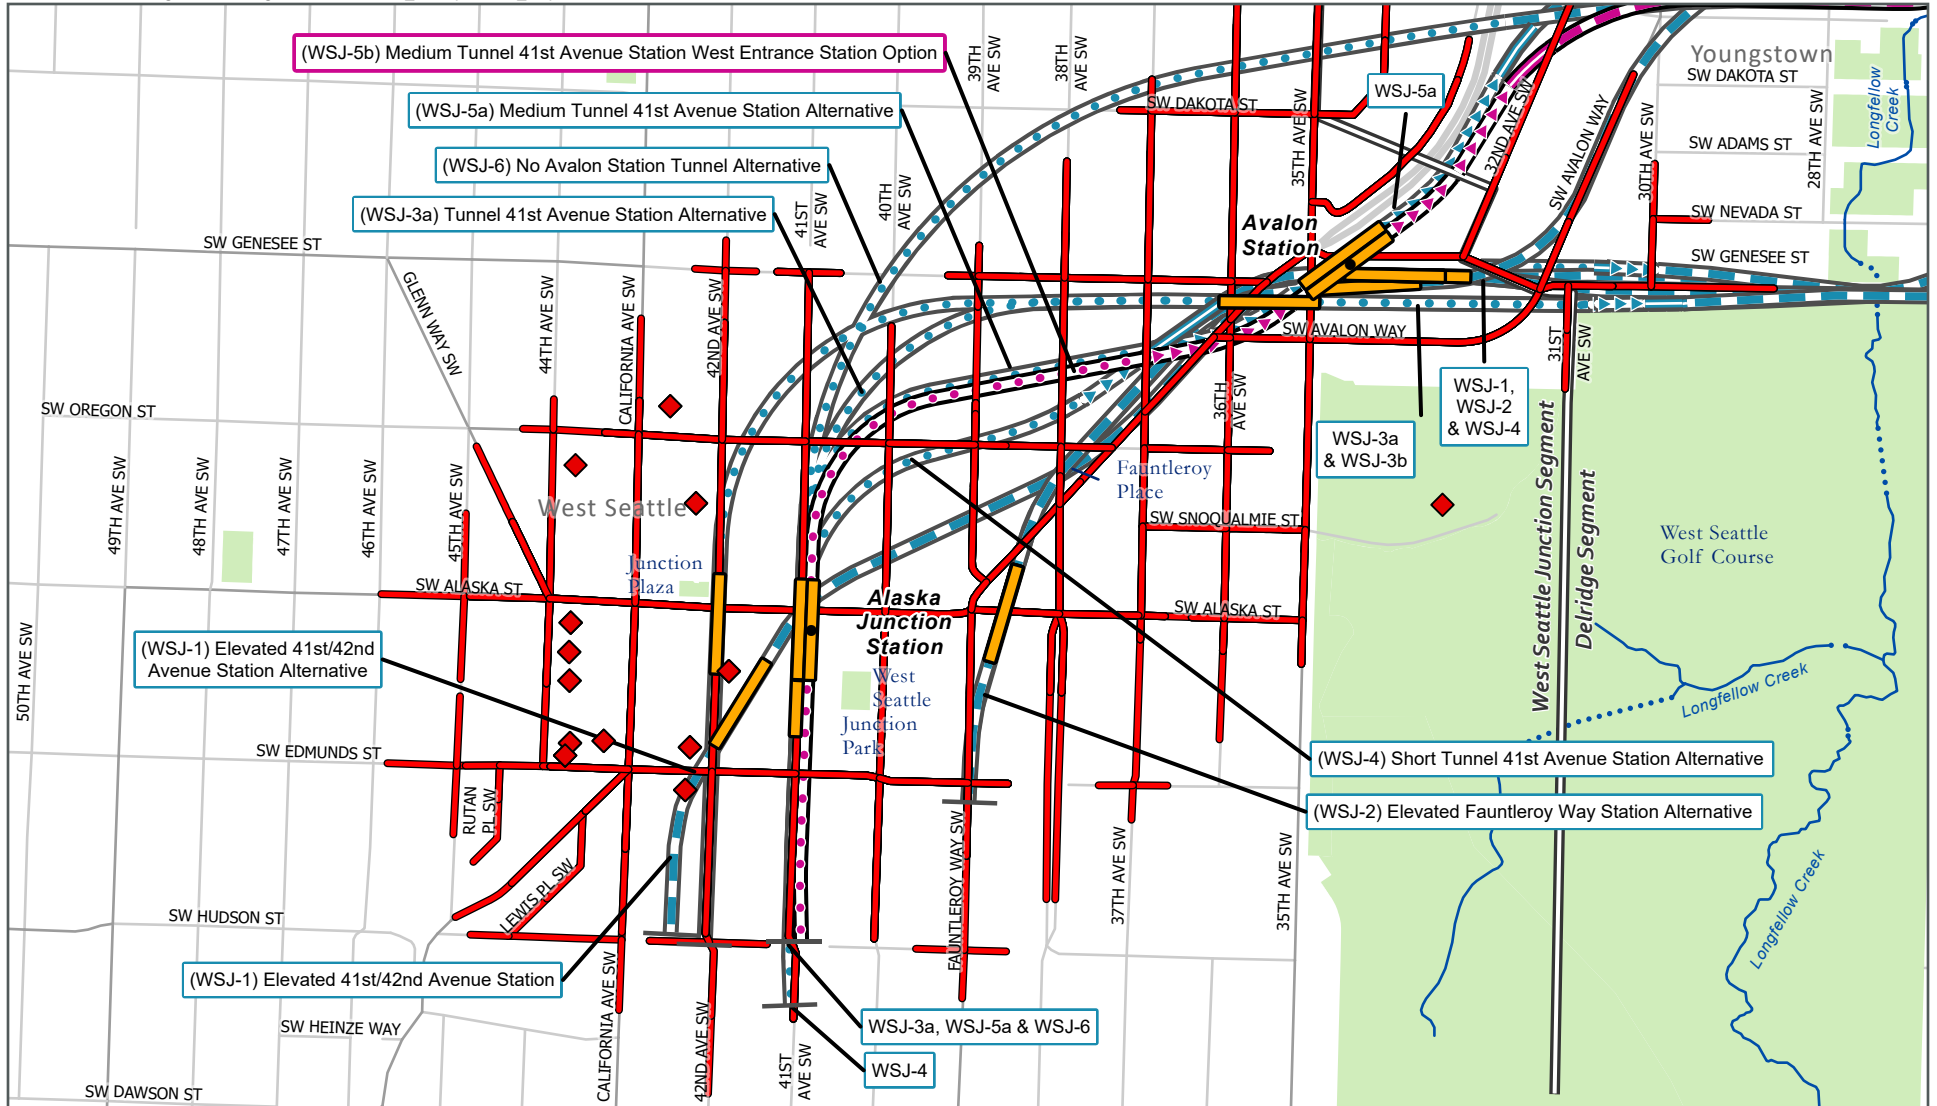 (WSJ-5b) Medium Tunnel 41st Avenue Station West Entrance Station Option
(WSJ-5a) Medium Tunnel 41st Avenue Station Alternative
(WSJ-6) No Avalon Station Tunnel Alternative
(WSJ-3a) Tunnel 41st Avenue Station Alternative
39TH
AVE SW
38TH
AVE SW
WSJ-5a
Youngstown
SW DAKOTA ST
SW DAKOTA ST
35TH AVE SW
32ND AVE SW
SW AVALON WAY
30TH AVE SW
SW ADAMS ST
28TH AVE SW
Longfellow
Creek
41ST
AVE SW
40TH
AVE SW
Avalon
Station
SW NEVADA ST
SW GENESEE ST
SW GENESEE ST
GLENN WAY SW
44TH AVE SW
CALIFORNIA AVE SW
42ND AVE SW
SW AVALON WAY
31ST
AVE SW
36TH
AVE SW
WSJ-1,
WSJ-2
& WSJ-4
WSJ-3a
& WSJ-3b
SW OREGON ST
49TH AVE SW
48TH AVE SW
47TH AVE SW
46TH AVE SW
45TH AVE SW
West Seattle
Fauntleroy
Place
SW SNOQUALMIE ST
West Seattle Junction Segment
Delridge Segment
West Seattle
Golf Course
Junction
Plaza
SW ALASKA ST
Alaska
Junction
Station
SW ALASKA ST
50TH AVE SW
(WSJ-1) Elevated 41st/42nd
Avenue Station Alternative
West
Seattle
Junction
Park
Longfellow Creek
SW EDMUNDS ST
(WSJ-4) Short Tunnel 41st Avenue Station Alternative
(WSJ-2) Elevated Fauntleroy Way Station Alternative
RUTAN
PL SW
LEWIS PL SW
FAUNTLEROY WAY SW
37TH AVE SW
35TH AVE SW
Longfellow Creek
SW HUDSON ST
(WSJ-1) Elevated 41st/42nd Avenue Station
CALIFORNIA AVE SW
42ND AVE SW
41ST
AVE SW
WSJ-3a, WSJ-5a & WSJ-6
WSJ-4
SW HEINZE WAY
SW DAWSON ST